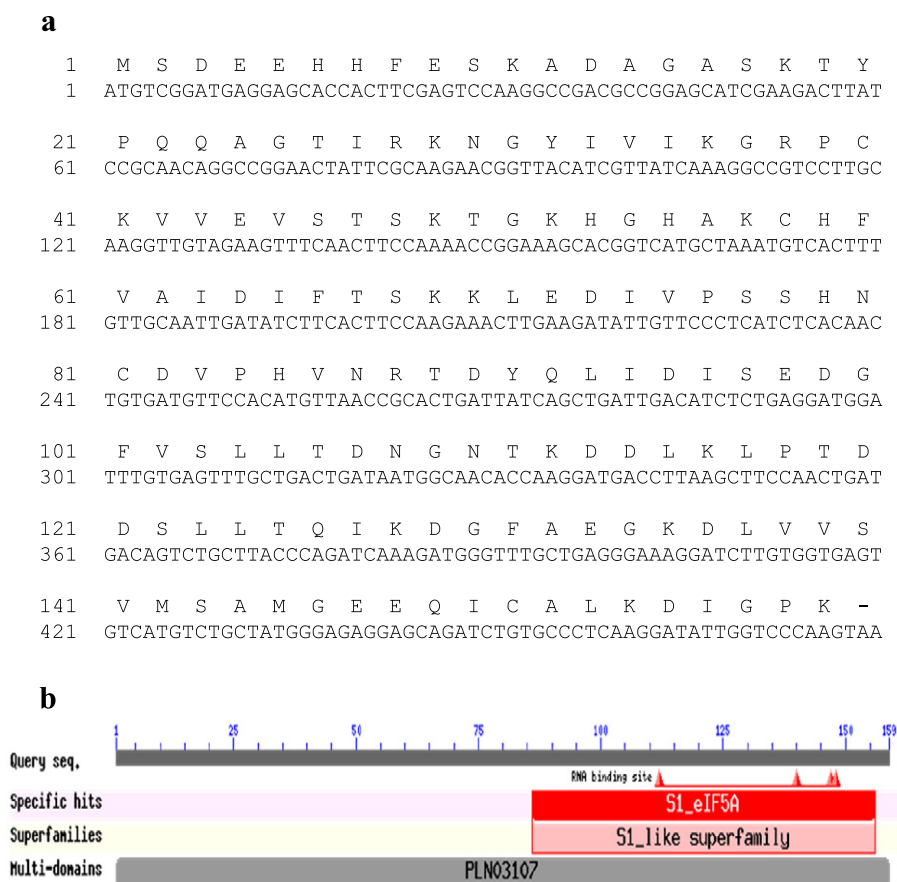 a
1 M S D E E H H F E S K A D A G A S K T Y
1 ATGTCGGATGAGGAGCACCACTTCGAGTCCAAGGCCGACGCCGGAGCATCGAAGACTTAT
21 P Q Q A G T I R K N G Y I V I K G R P C
61 CCGCAACAGGCCGGAACTATTCGCAAGAACGGTTACATCGTTATCAAAGGCCGTCCTTGC
41 K V V E V S T S K T G K H G H A K C H F
121 AAGGTTGTAGAAGTTTCAACTTCCAAAACCGGAAAGCACGGTCATGCTAAATGTCACTTT
61 V A I D I F T S K K L E D I V P S S H N
181 GTTGCAATTGATATCTTCACTTCCAAGAAACTTGAAGATATTGTTCCCTCATCTCACAAC
81 C D V P H V N R T D Y Q L I D I S E D G
241 TGTGATGTTCCACATGTTAACCGCACTGATTATCAGCTGATTGACATCTCTGAGGATGGA
101 F V S L L T D N G N T K D D L K L P T D
301 TTTGTGAGTTTGCTGACTGATAATGGCAACACCAAGGATGACCTTAAGCTTCCAACTGAT
121 D S L L T Q I K D G F A E G K D L V V S
361 GACAGTCTGCTTACCCAGATCAAAGATGGGTTTGCTGAGGGAAAGGATCTTGTGGTGAGT
141 V M S A M G E E Q I C A L K D I G P K -
421 GTCATGTCTGCTATGGGAGAGGAGCAGATCTGTGCCCTCAAGGATATTGGTCCCAAGTAA
b
1 25 50 75 100 125 150 159
Query seq.
RNA binding site
Specific hits S1_eIF5A
Superfamilies S1_like superfamily
Multi-domains PLN03107